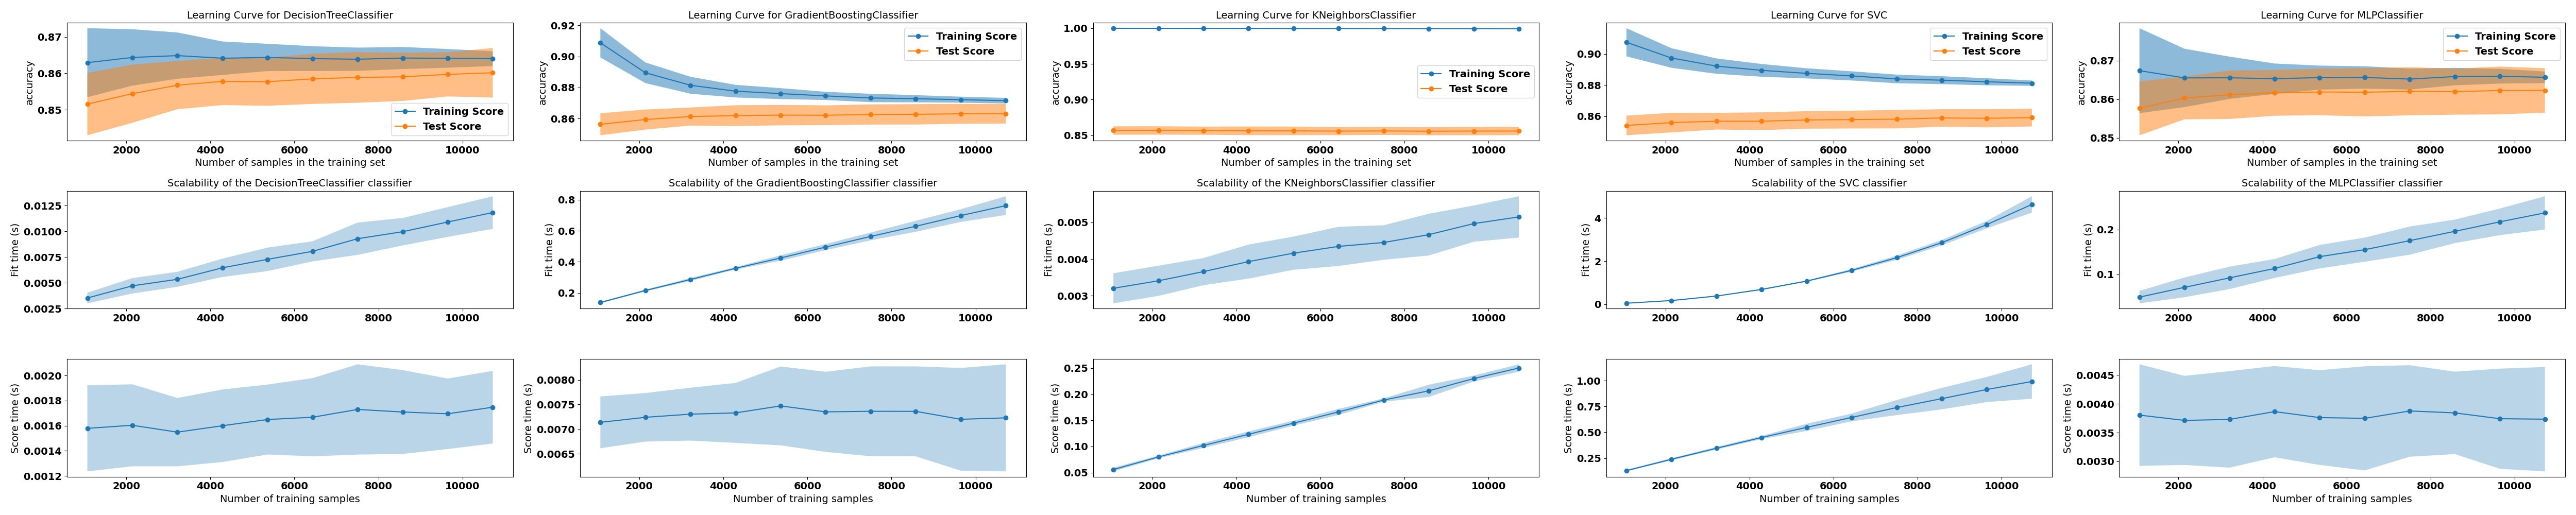 Learning Curve for DecisionTreeClassifier
0.87
0.86
0.85
accuracy
Training Score
Test Score
2000 4000 6000 8000 10000
Number of samples in the training set
Learning Curve for GradientBoostingClassifier
0.92
0.90
0.88
0.86
accuracy
Training Score
Test Score
2000 4000 6000 8000 10000
Number of samples in the training set
Learning Curve for KNeighborsClassifier
1.00
0.95
0.90
0.85
accuracy
Training Score
Test Score
2000 4000 6000 8000 10000
Number of samples in the training set
Learning Curve for SVC
0.90
0.88
0.86
accuracy
Training Score
Test Score
2000 4000 6000 8000 10000
Number of samples in the training set
Learning Curve for MLPClassifier
0.87
0.86
0.85
accuracy
Training Score
Test Score
2000 4000 6000 8000 10000
Number of samples in the training set
Scalability of the DecisionTreeClassifier classifier
0.0125
0.0100
0.0075
0.0050
0.0025
Fit time (s)
2000 4000 6000 8000 10000
Scalability of the GradientBoostingClassifier classifier
0.8
0.6
0.4
0.2
Fit time (s)
2000 4000 6000 8000 10000
Scalability of the KNeighborsClassifier classifier
0.005
0.004
0.003
Fit time (s)
2000 4000 6000 8000 10000
Scalability of the SVC classifier
4
2
0
Fit time (s)
2000 4000 6000 8000 10000
Scalability of the MLPClassifier classifier
0.2
0.1
Fit time (s)
2000 4000 6000 8000 10000
0.0020
0.0018
0.0016
0.0014
0.0012
Score time (s)
2000 4000 6000 8000 10000
Number of training samples
0.0080
0.0075
0.0070
0.0065
Score time (s)
2000 4000 6000 8000 10000
Number of training samples
0.25
0.20
0.15
0.10
0.05
Score time (s)
2000 4000 6000 8000 10000
Number of training samples
1.00
0.75
0.50
0.25
Score time (s)
2000 4000 6000 8000 10000
Number of training samples
0.0045
0.0040
0.0035
0.0030
Score time (s)
2000 4000 6000 8000 10000
Number of training samples